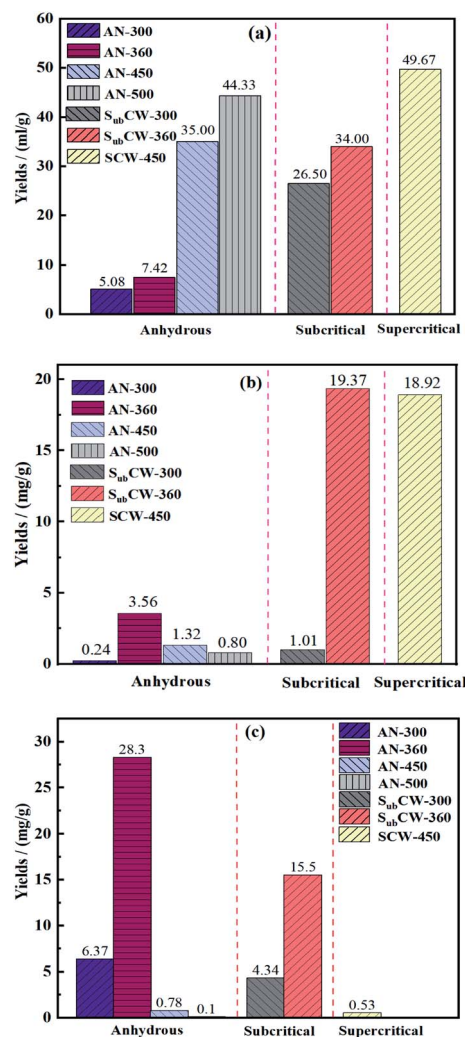 (a)
Yields / (ml/g)
60
50
40
30
20
10
0
AN-300
AN-360
AN-450
AN-500
SubCW-300
SubCW-360
SCW-450
5.08
7.42
35.00
44.33
26.50
34.00
49.67
Anhydrous
Subcritical
Supercritical
(b)
Yields / (mg/g)
20
15
10
5
0
AN-300
AN-360
AN-450
AN-500
SubCW-300
SubCW-360
SCW-450
0.24
3.56
1.32
0.80
1.01
19.37
18.92
Anhydrous
Subcritical
Supercritical
(c)
Yields / (mg/g)
30
25
20
15
10
5
0
AN-300
AN-360
AN-450
AN-500
SubCW-300
SubCW-360
SCW-450
6.37
28.3
0.78
0.1
4.34
15.5
0.53
Anhydrous
Subcritical
Supercritical